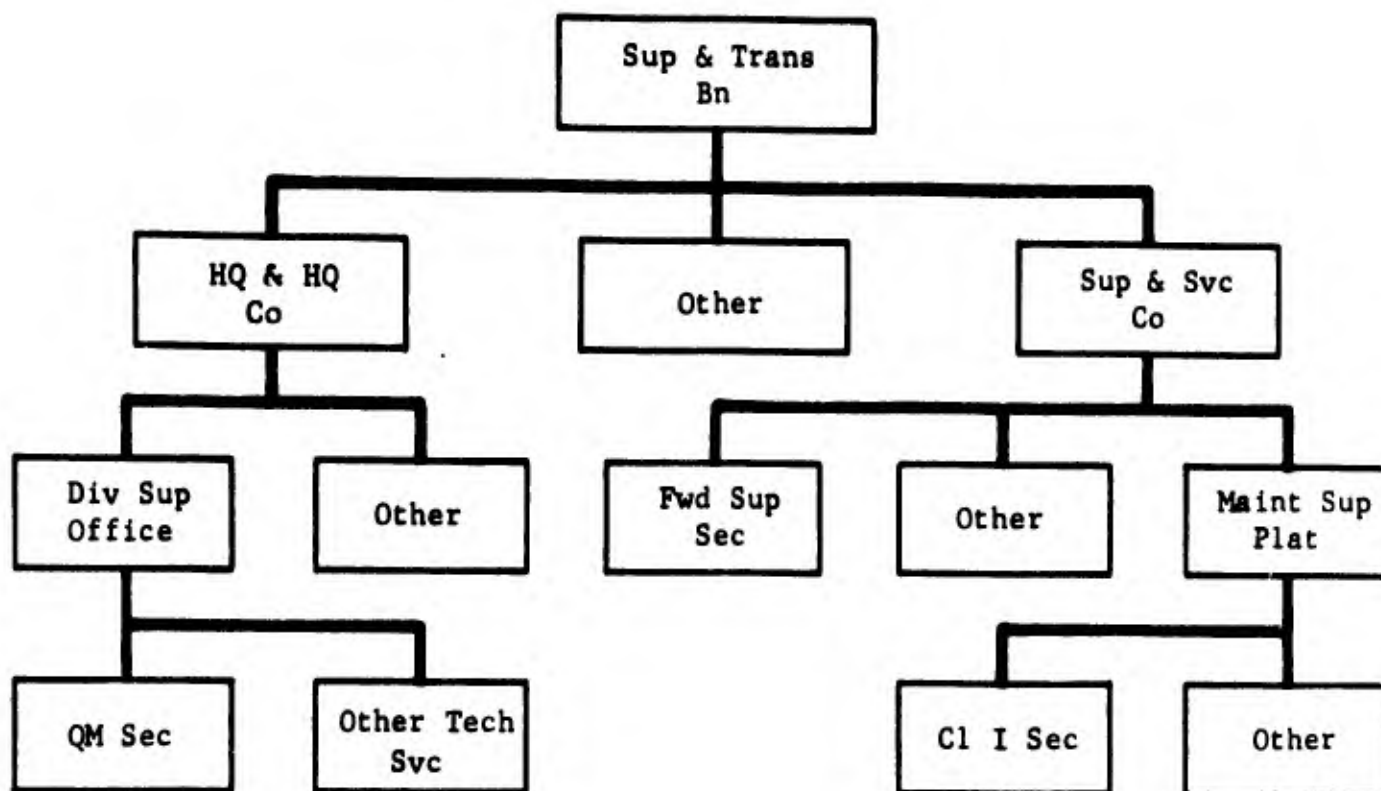 Sup & Trans
Bn
HQ & HQ
Co
Other
Sup & Svc
Co
Div Sup
Office
Other
Fwd Sup
Sec
Other
Maint Sup
Plat
QM Sec
Other Tech
Svc
Cl I Sec
Other